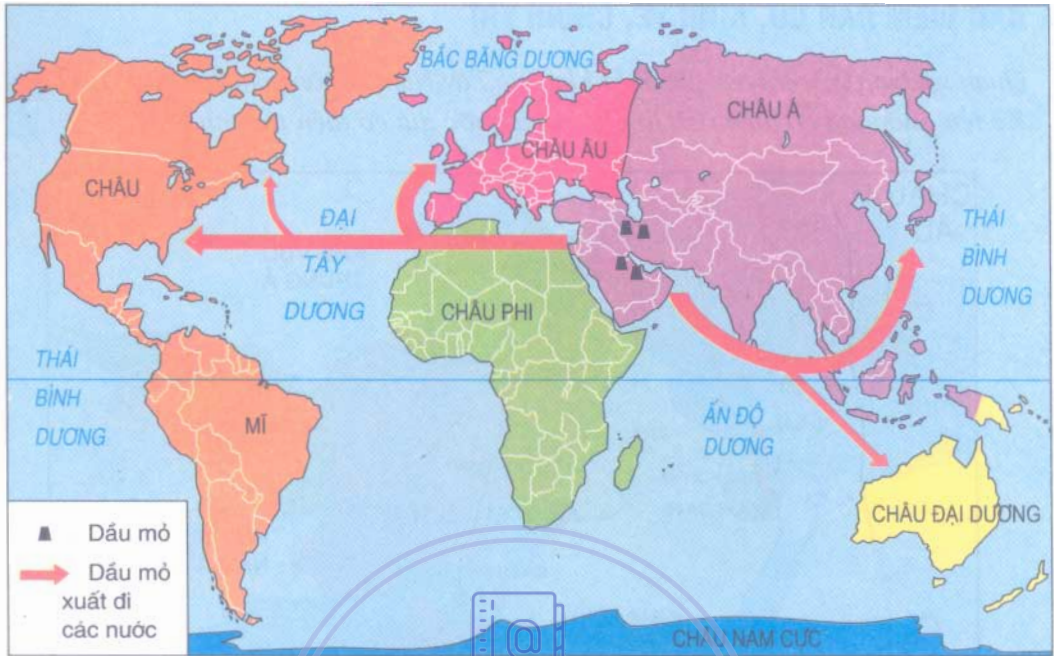 BẮC BĂNG DƯƠNG
CHÂU Á
CHÂU ÂU
CHÂU
ĐẠI
TÂY
DƯƠNG
THÁI
BÌNH
DƯƠNG
CHÂU PHI
THÁI
BÌNH
DƯƠNG
MĨ
ẤN ĐỘ
DƯƠNG
CHÂU ĐẠI DƯƠNG
Dầu mỏ
Dầu mỏ
xuất đi
các nước
@
CHÂU NAM CỰC